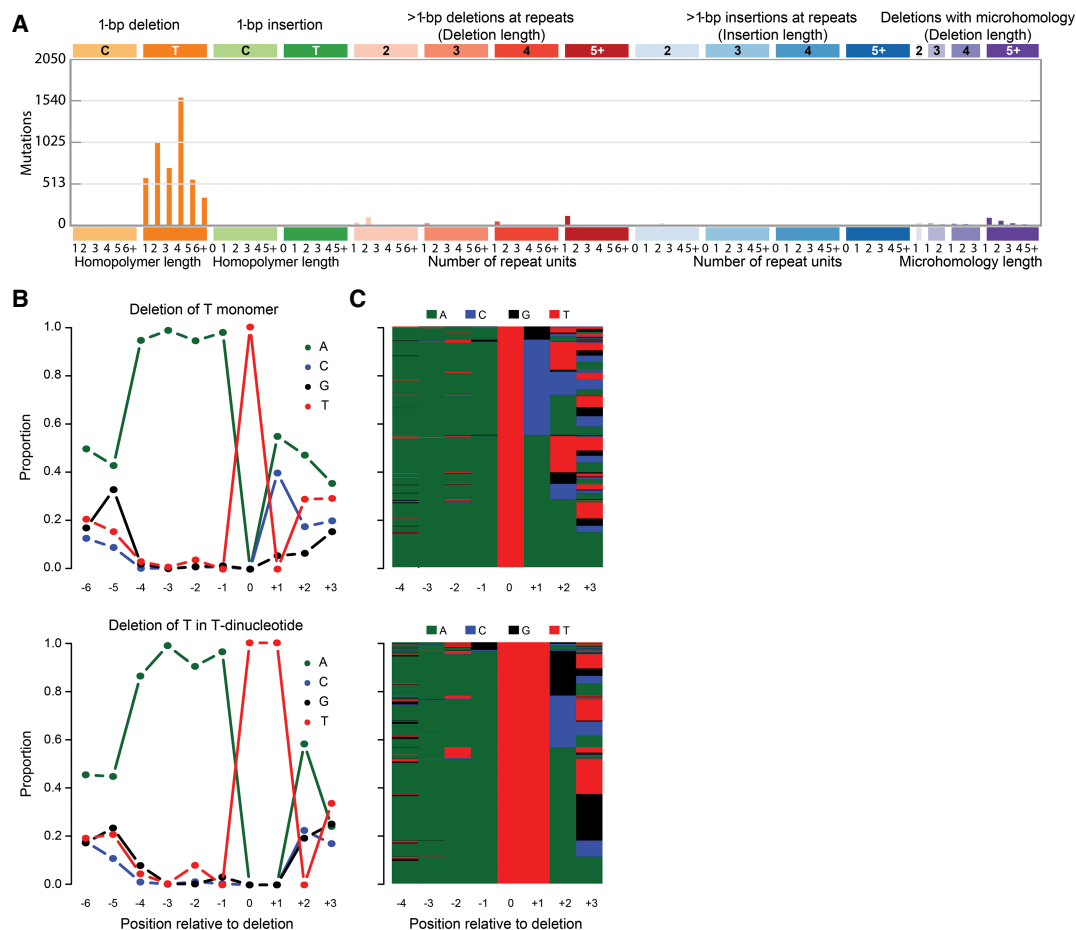 A
1-bp deletion
1-bp insertion
>1-bp deletions at repeats
(Deletion length)
>1-bp insertions at repeats
(Insertion length)
Deletions with microhomology
(Deletion length)
C T C T 2 3 4 5+ 2 3 4 5+ 2 3 4 5+
Mutations
2050
1540
1025
513
0
1 2 3 4 5 6+ 1 2 3 4 5 6+ 0 1 2 3 4 5+ 0 1 2 3 4 5+ 1 2 3 4 5 6+ 1 2 3 4 5 6+ 1 2 3 4 5 6+ 1 2 3 4 5 6+ 0 1 2 3 4 5+ 0 1 2 3 4 5+ 0 1 2 3 4 5+ 0 1 2 3 4 5+ 1 1 2 1 2 3 1 2 3 4 5+
Homopolymer length
Homopolymer length
Number of repeat units
Number of repeat units
Microhomology length
B
Deletion of T monomer
Proportion
1.0
0.8
0.6
0.4
0.2
0.0
A
C
G
T
-6 -5 -4 -3 -2 -1 0 +1 +2 +3
C
A C G T
-4 -3 -2 -1 0 +1 +2 +3
Deletion of T in T-dinucleotide
Proportion
1.0
0.8
0.6
0.4
0.2
0.0
A
C
G
T
-6 -5 -4 -3 -2 -1 0 +1 +2 +3
Position relative to deletion
A C G T
-4 -3 -2 -1 0 +1 +2 +3
Position relative to deletion